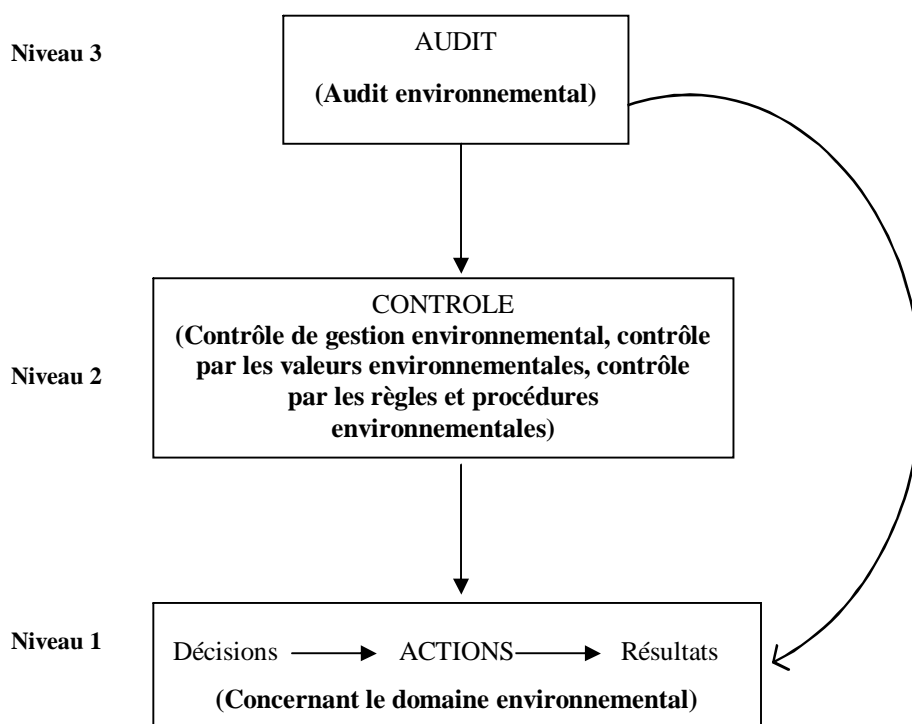 Niveau 3
AUDIT
(Audit environnemental)
CONTROLE
(Contrôle de gestion environnemental, contrôle
par les valeurs environnementales, contrôle
par les règles et procédures
environnementales)
Niveau 2
Niveau 1
Décisions ACTIONS Résultats
(Concernant le domaine environnemental)